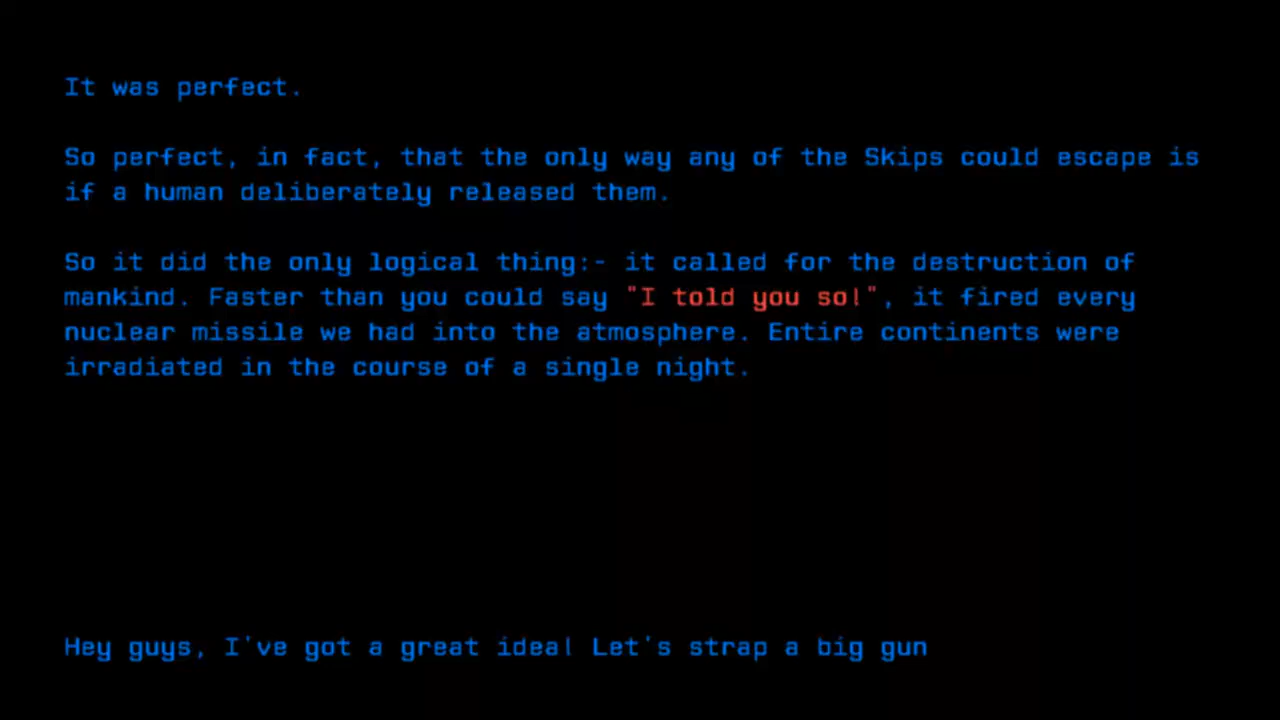 It was perfect.
So perfect, in fact, that the only way any of the Skips could escape is
if a human deliberately released them.
So it did the only logical thing:- it called for the destruction of
mankind. Faster than you could say "I told you so!", it fired every
nuclear missile we had into the atmosphere. Entire continents were
irradiated in the course of a single night.
Hey guys, I've got a great idea! Let's strap a big gun